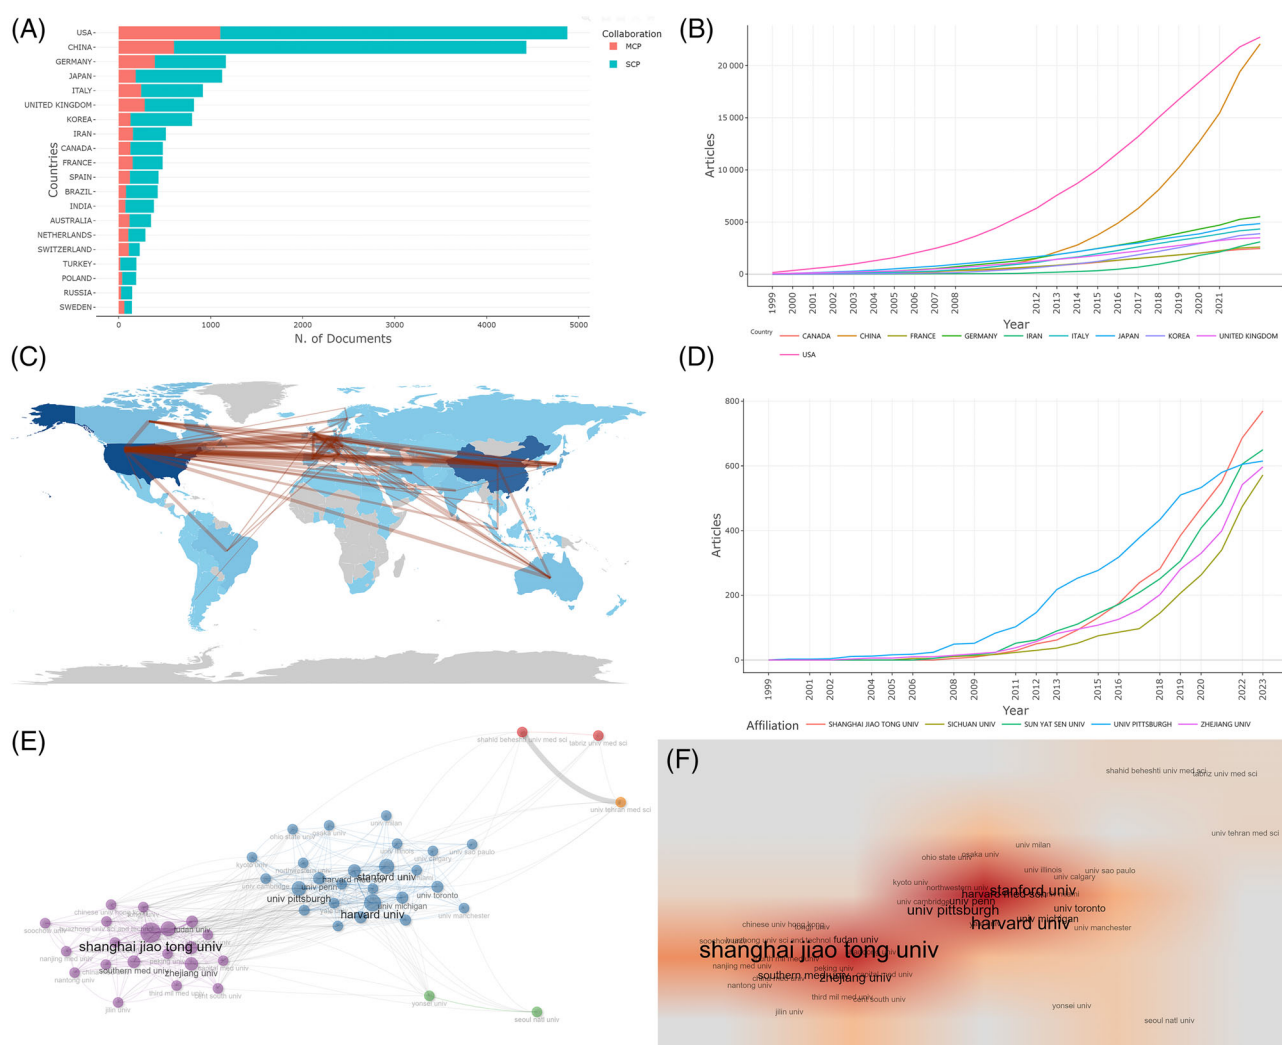 (A)
USA
CHINA
GERMANY
JAPAN
ITALY
UNITED KINGDOM
KOREA
IRAN
CANADA
FRANCE
SPAIN
BRAZIL
INDIA
AUSTRALIA
NETHERLANDS
SWITZERLAND
TURKEY
POLAND
RUSSIA
SWEDEN
Countries
0 1000 2000 3000 4000 5000
N. of Documents
Collaboration
MCP
SCP
(B)
20 000
15 000
10 000
5000
0
Articles
1999 2000 2001 2002 2003 2004 2005 2006 2007 2008 2012 2013 2014 2015 2016 2017 2018 2019 2020 2021
Year
Country CANADA CHINA FRANCE GERMANY IRAN ITALY JAPAN KOREA UNITED KINGDOM
USA
(C)
(D)
800
600
400
200
0
Articles
1999 2001 2002 2004 2005 2006 2008 2009 2011 2012 2013 2015 2016 2018 2019 2020 2022 2023
Year
Affiliation SHANGHAI JIAO TONG UNIV SICHUAN UNIV SUN YAT SEN UNIV UNIV PITTSBURGH ZHEJIANG UNIV
(E)
shahid beheshti univ med sci
tabriz univ med sci
univ tehran med sci
univ milan
osaka univ
ohio state univ
univ illinois
univ sao paulo
univ calgary
kyoto univ
stanford univ
harvard med sch
univ cambridge
univ penn
univ toronto
univ pittsburgh
univ michigan
harvard univ
univ manchester
chinese univ hong kong
fudan univ
shanghai jiao tong univ
nanjing med univ
peking univ
southern med univ
zhejiang univ
nantong univ
third mil med univ
cent south univ
jilin univ
yonsei univ
seoul natl univ
(F)
shahid beheshti univ med sci
tabriz univ med sci
univ tehran med sci
univ milan
osaka univ
ohio state univ
univ illinois
univ sao paulo
univ calgary
kyoto univ
northwestern univ
stanford univ
harvard med sch
univ cambridge
univ penn
univ toronto
univ pittsburgh
univ michigan
harvard univ
univ manchester
chinese univ hong kong
fudan univ
shanghai jiao tong univ
nanjing med univ
peking univ
southern med univ
zhejiang univ
nantong univ
third mil med univ
cent south univ
jilin univ
yonsei univ
seoul natl univ